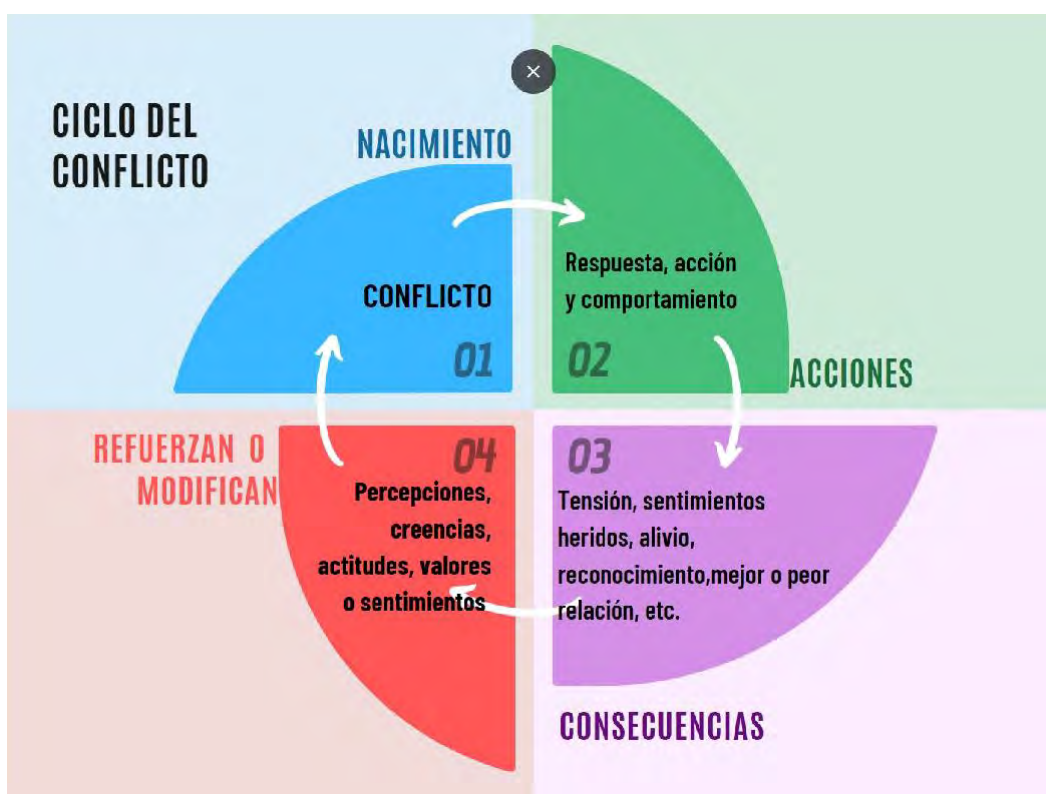 CICLO DEL
CONFLICTO
NACIMIENTO
CONFLICTO
01
Respuesta, acción
y comportamiento
02
ACCIONES
03
Tensión, sentimientos
heridos, alivio,
reconocimiento,mejor o peor
relación, etc.
CONSECUENCIAS
REFUERZAN O
MODIFICAN
04
Percepciones,
creencias,
actitudes, valores
o sentimientos